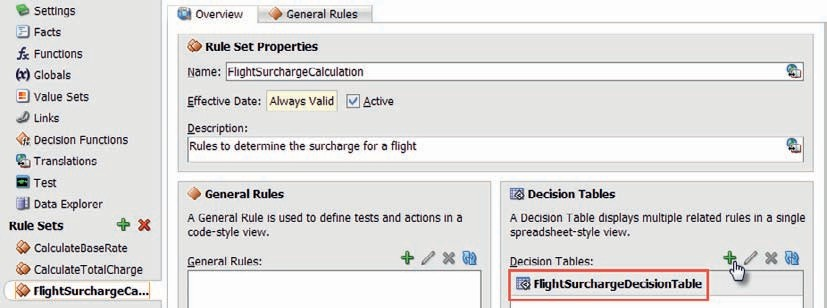 Settings
Facts
Functions
Globals
Value Sets
Links
Decision Functions
Translations
Test
Data Explorer
Rule Sets
CalculateBaseRate
CalculateTotalCharge
FlightSurchargeCa...
Overview
General Rules
Rule Set Properties
Name: FlightSurchargeCalculation
Effective Date: Always Valid Active
Description:
Rules to determine the surcharge for a flight
General Rules
A General Rule is used to define tests and actions in a
code-style view.
General Rules:
Decision Tables
A Decision Table displays multiple related rules in a single
spreadsheet-style view.
Decision Tables:
FlightSurchargeDecisionTable